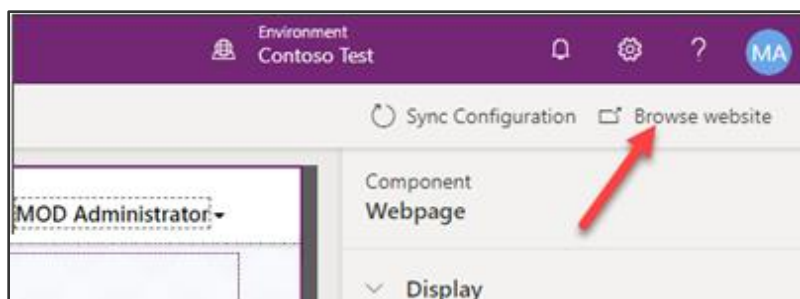 Environment
Contoso Test
?
MA
Sync Configuration
Browse website
Component
Webpage
MOD Administrator
Display